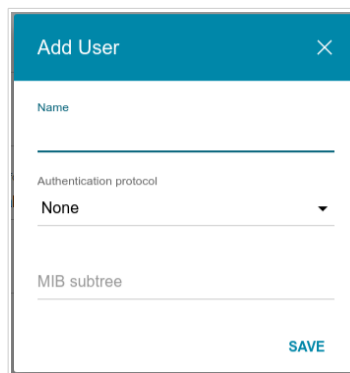 Add User
Name
Authentication protocol
None
MIB subtree
SAVE